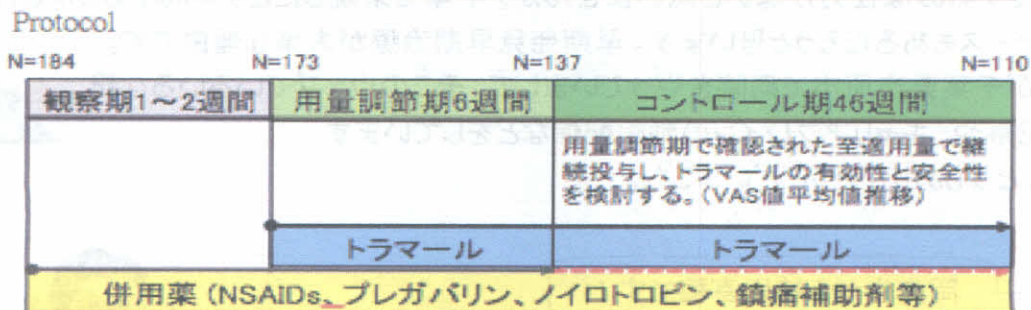 Protocol
N=184 N=173 N=137 N=110
観察期1～2週間 用量調節期6週間 コントロール期46週間
用量調節期で確認された至適用量で継
続投与し、トラマールの有効性と安全性
を検討する。（VAS値平均値推移）
トラマール トラマール
併用薬（NSAIDs、プレガバリン、ノイロトロピン、鎮痛補助剤等）